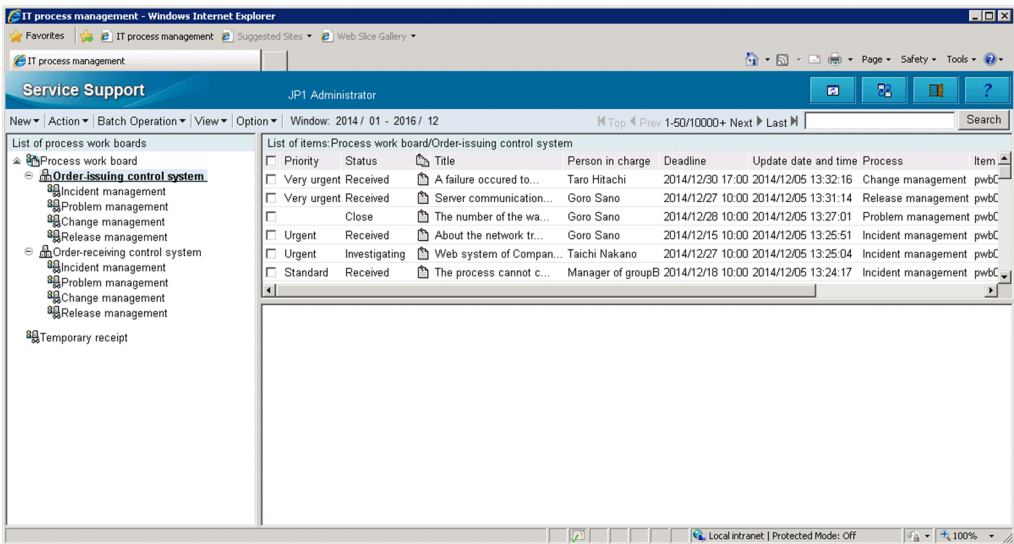 IT process management - Windows Internet Explorer
Favorites IT process management Suggested Sites Web Slice Gallery
IT process management Page Safety Tools
Service Support JP1 Administrator ?
New Action Batch Operation View Option Window: 2014 / 01 - 2016 / 12 Top Prev 1-50/10000+ Next Last Search
List of process work boards
Process work board
Order-issuing control system
Incident management
Problem management
Change management
Release management
Order-receiving control system
Incident management
Problem management
Change management
Release management
Temporary receipt
List of items:Process work board/Order-issuing control system
Priority Status Title Person in charge Deadline Update date and time Process Item
Very urgent Received A failure occured to... Taro Hitachi 2014/12/30 17:00 2014/12/05 13:32:16 Change management
Very urgent Received Server communication... Goro Sano 2014/12/27 10:00 2014/12/05 13:31:14 Release management
Close The number of the wa... Goro Sano 2014/12/28 10:00 2014/12/05 13:27:01 Problem management
Urgent Received About the network tr... Goro Sano 2014/12/15 10:00 2014/12/05 13:25:51 Incident management
Urgent Investigating Web system of Compan... Taichi Nakano 2014/12/27 10:00 2014/12/05 13:25:04 Incident management
Standard Received The process cannot c... Manager of groupB 2014/12/18 10:00 2014/12/05 13:24:17 Incident management
Local intranet | Protected Mode: Off 100%